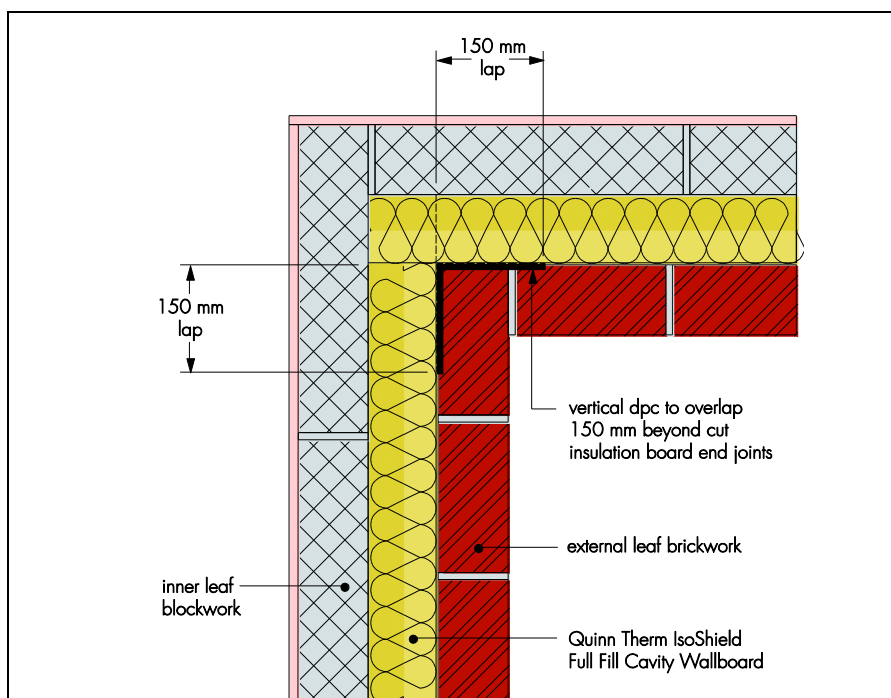 150 mm
lap
150 mm
lap
vertical dpc to overlap
150 mm beyond cut
insulation board end joints
external leaf brickwork
inner leaf
blockwork
Quinn Therm IsoShield
Full Fill Cavity Wallboard